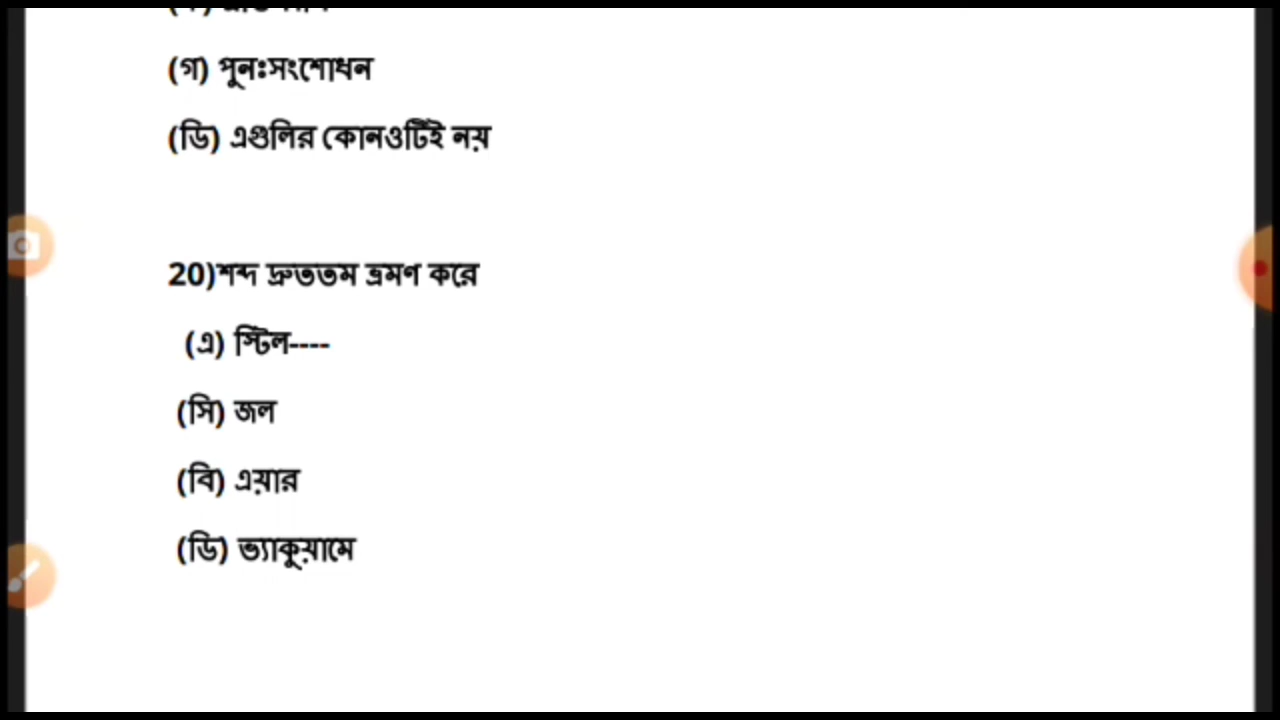 (গ) পুনঃসংশোধন
(ডি) এগুলির কোনওটিই নয়
20)শব্দ দ্রুততম ভ্রমণ করে
(এ) স্টিল----
(সি) জল
(বি) এয়ার
(ডি) ভ্যাকুয়ামে